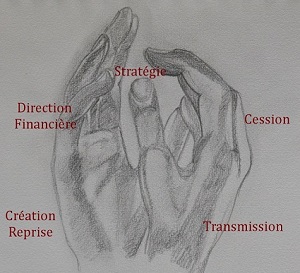 Stratégie
Direction
Financière
Cession
Création
Reprise
Transmission